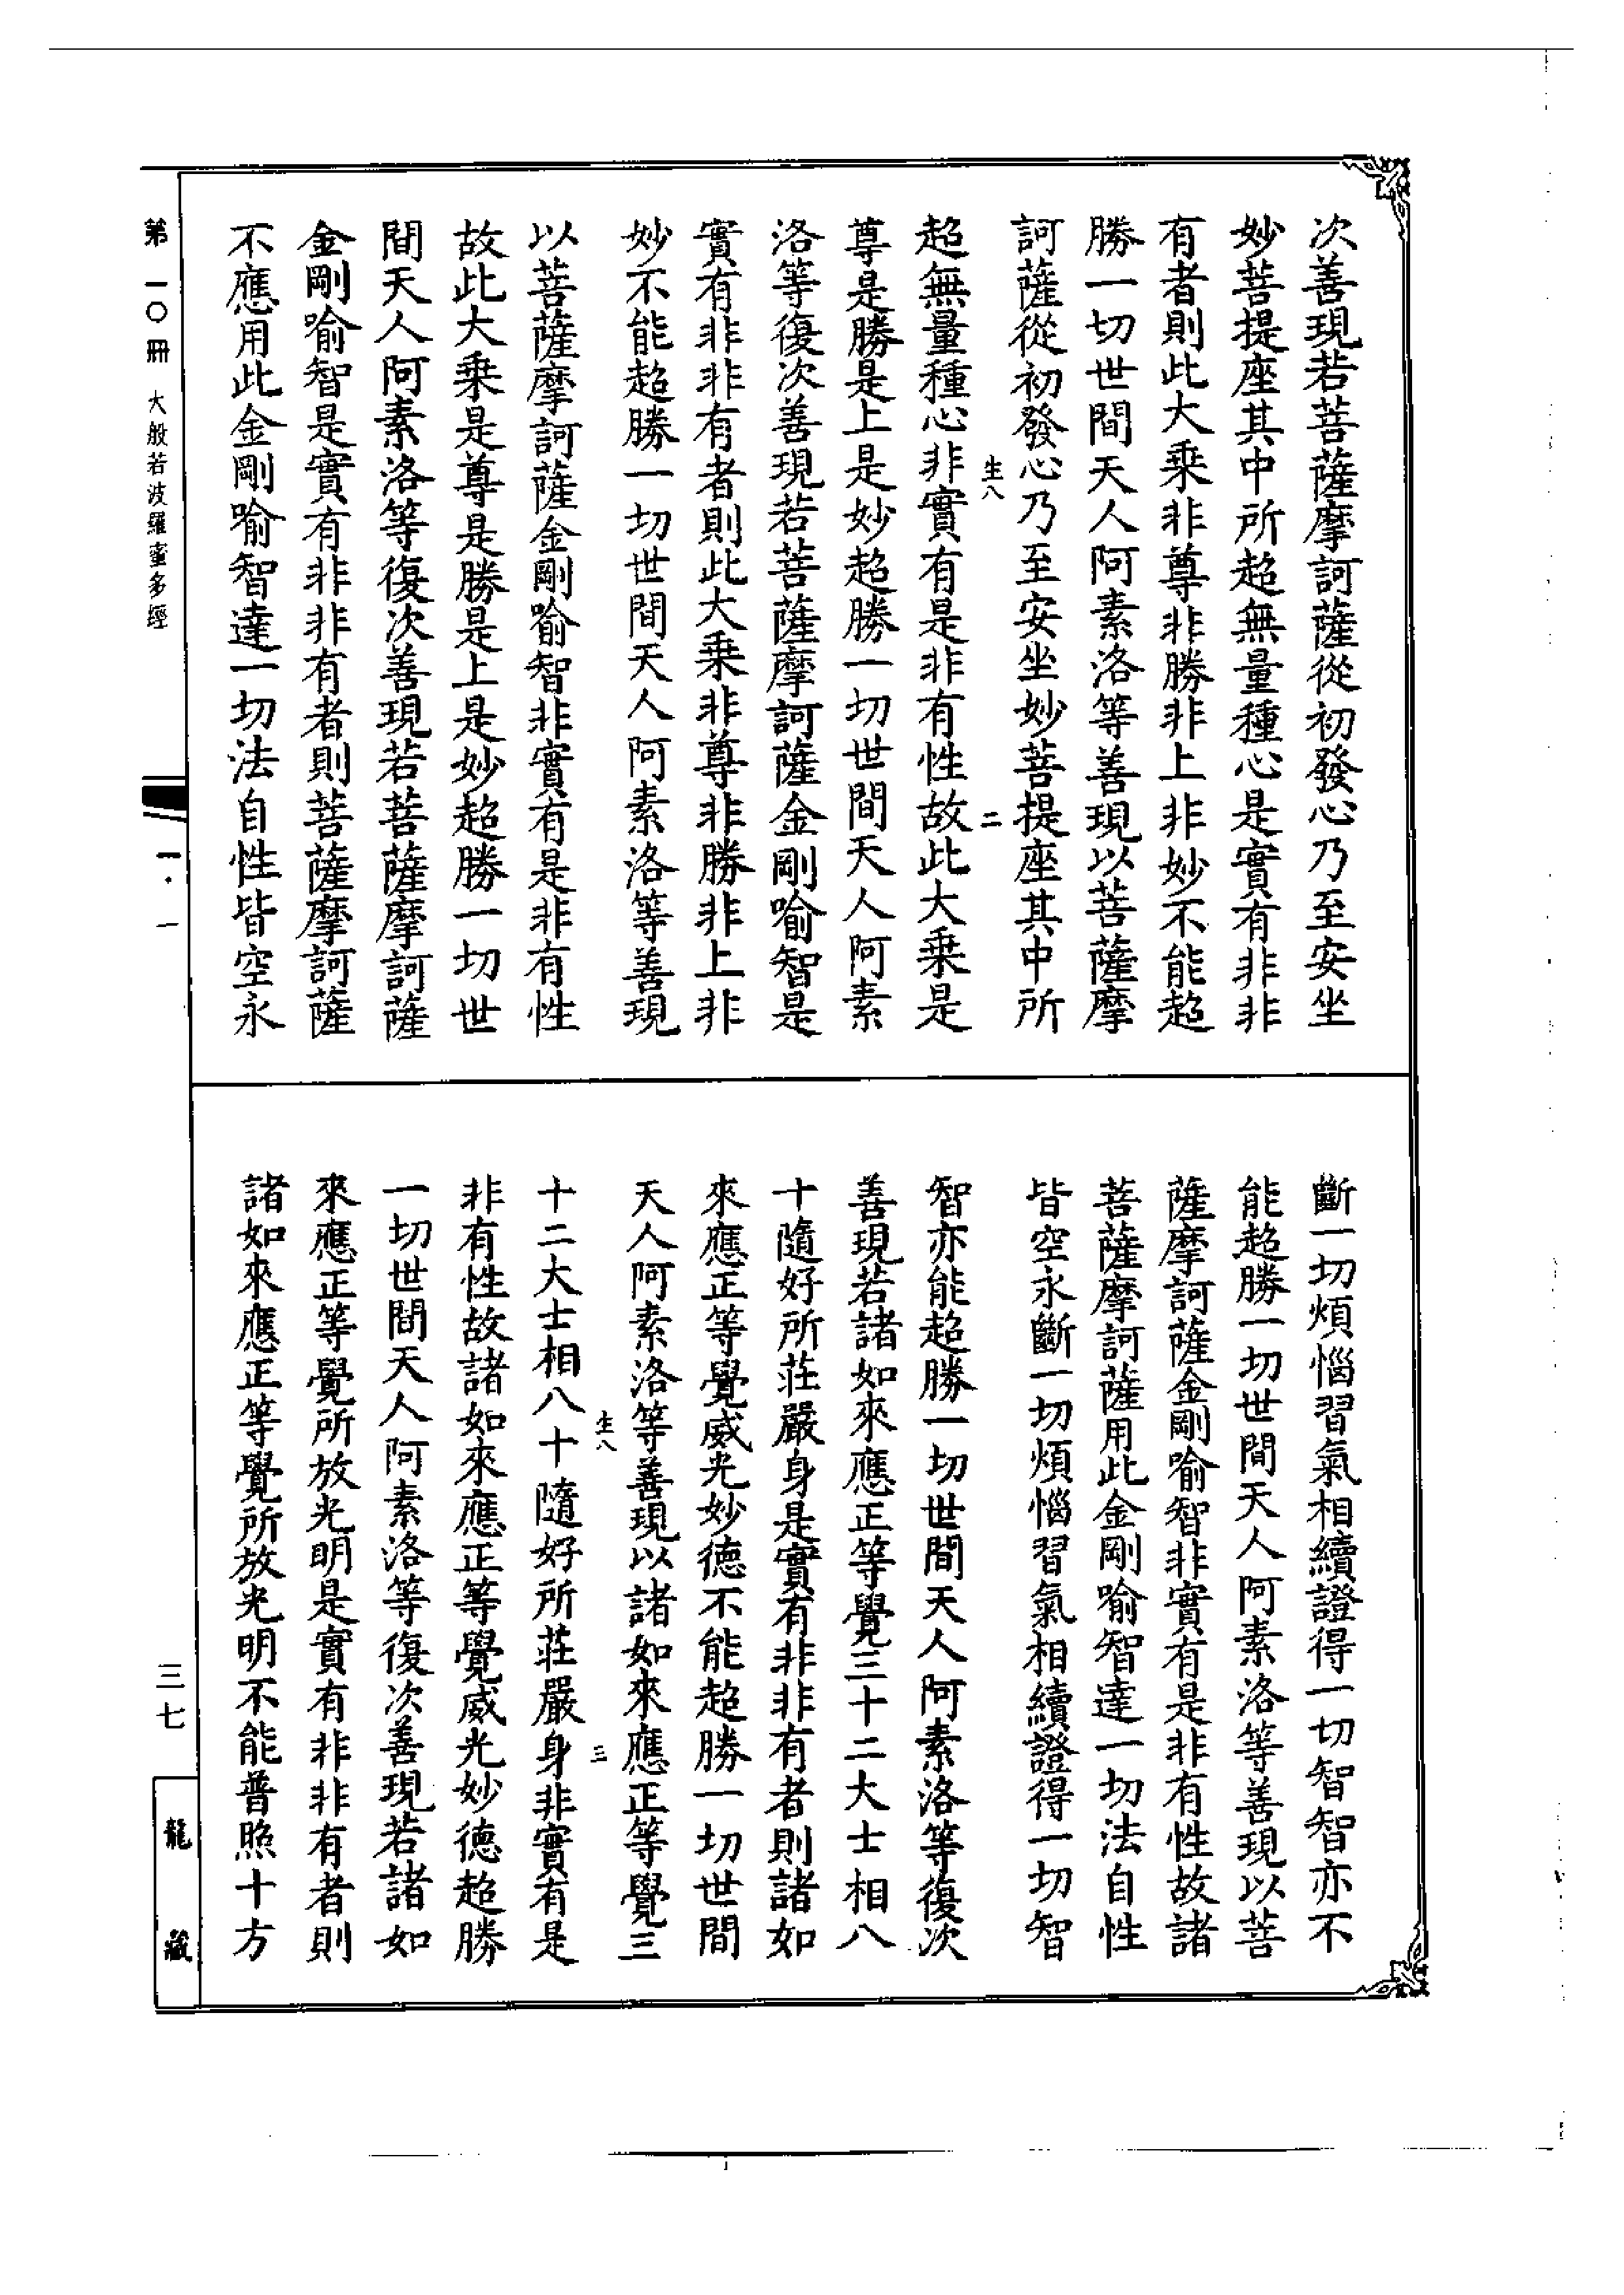 次善現若菩薩摩訶薩從初發心乃至安坐
妙菩提座其中所起無量種心是實有非非
有者則此大乘非尊非勝非上非妙不能超
勝一切世間天人阿素洛等善現以菩薩摩
訶薩從初發心乃至安坐妙菩提座其中所
生八
二
起無量種心非實有是非有性故此大乘是
尊是勝是上是妙超勝一切世間天人阿素
洛等復次善現若菩薩摩訶薩金剛喻智是
實有非非有者則此大乘非尊非勝非上非
妙不能超勝一切世間天人阿素洛等善現
以菩薩摩訶薩金剛喻智非實有是非有性
故此大乘是尊是勝是上是妙超勝一切世
間天人阿素洛等復次善現若菩薩摩訶薩
金剛喻智是實有非非有者則菩薩摩訶薩
不應用此金剛喻智達一切法自性皆空永
斷一切煩惱習氣相續證得一切智智亦不
能超勝一切世間天人阿素洛等善現以菩
薩摩訶薩金剛喻智非實有是非有性故諸
菩薩摩訶薩用此金剛喻智達一切法自性
皆空永斷一切煩惱習氣相續證得一切智
智亦能超勝一切世間天人阿素洛等復次
善現若諸如來應正等覺三十二大士相八
十隨好所莊嚴身是實有非非有者則諸如
來應正等覺威光妙德不能超勝一切世間
天人阿素洛等善現以諸如來應正等覺三
生八
三
十二大士相八十隨好所莊嚴身非實有是
非有性故諸如來應正等覺威光妙德超勝
一切世間天人阿素洛等復次善現若諸如
來應正等覺所放光明是實有非非有者則
諸如來應正等覺所放光明不能普照十方
第一〇冊 大般若波羅蜜多經
三七
龍藏